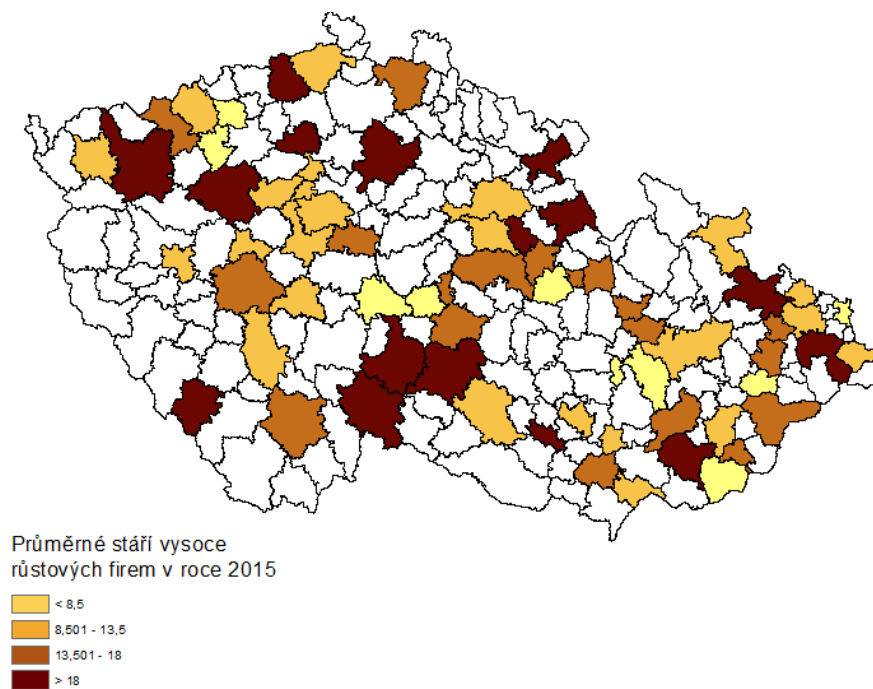 Průměrné stáří vysoce
růstových firem v roce 2015
< 8,5
8,501 - 13,5
13,501 - 18
> 18